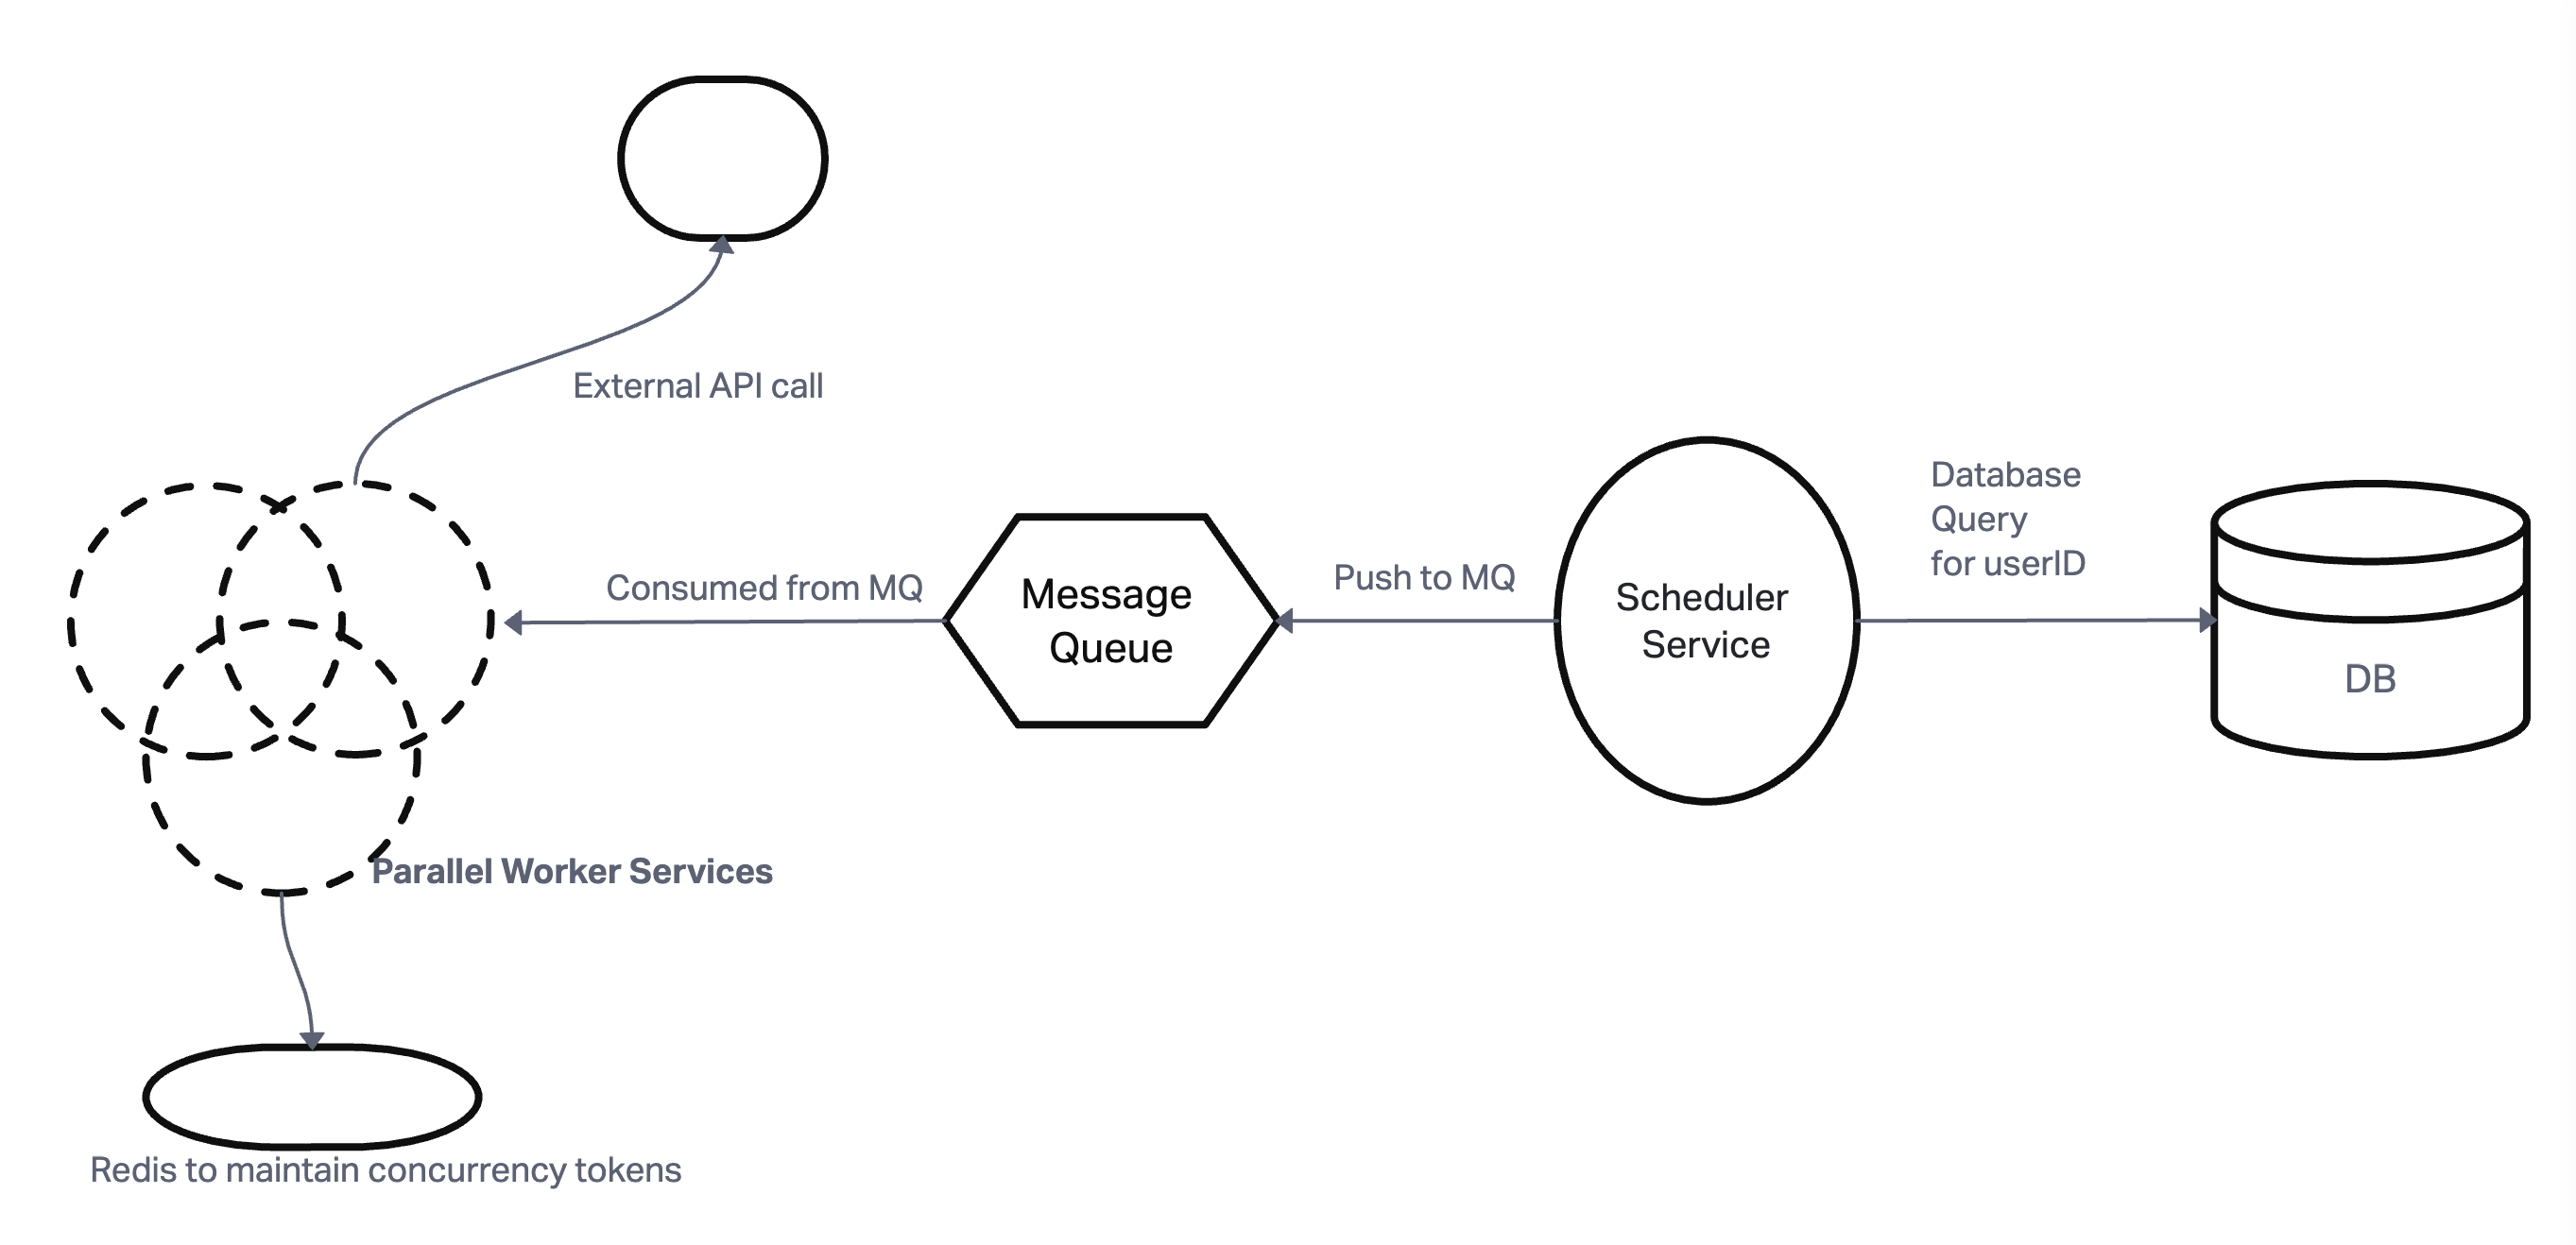 External API call
Database
Query
for userID
Consumed from MQ
Message
Queue
Push to MQ
Scheduler
Service
DB
Parallel Worker Services
Redis to maintain concurrency tokens